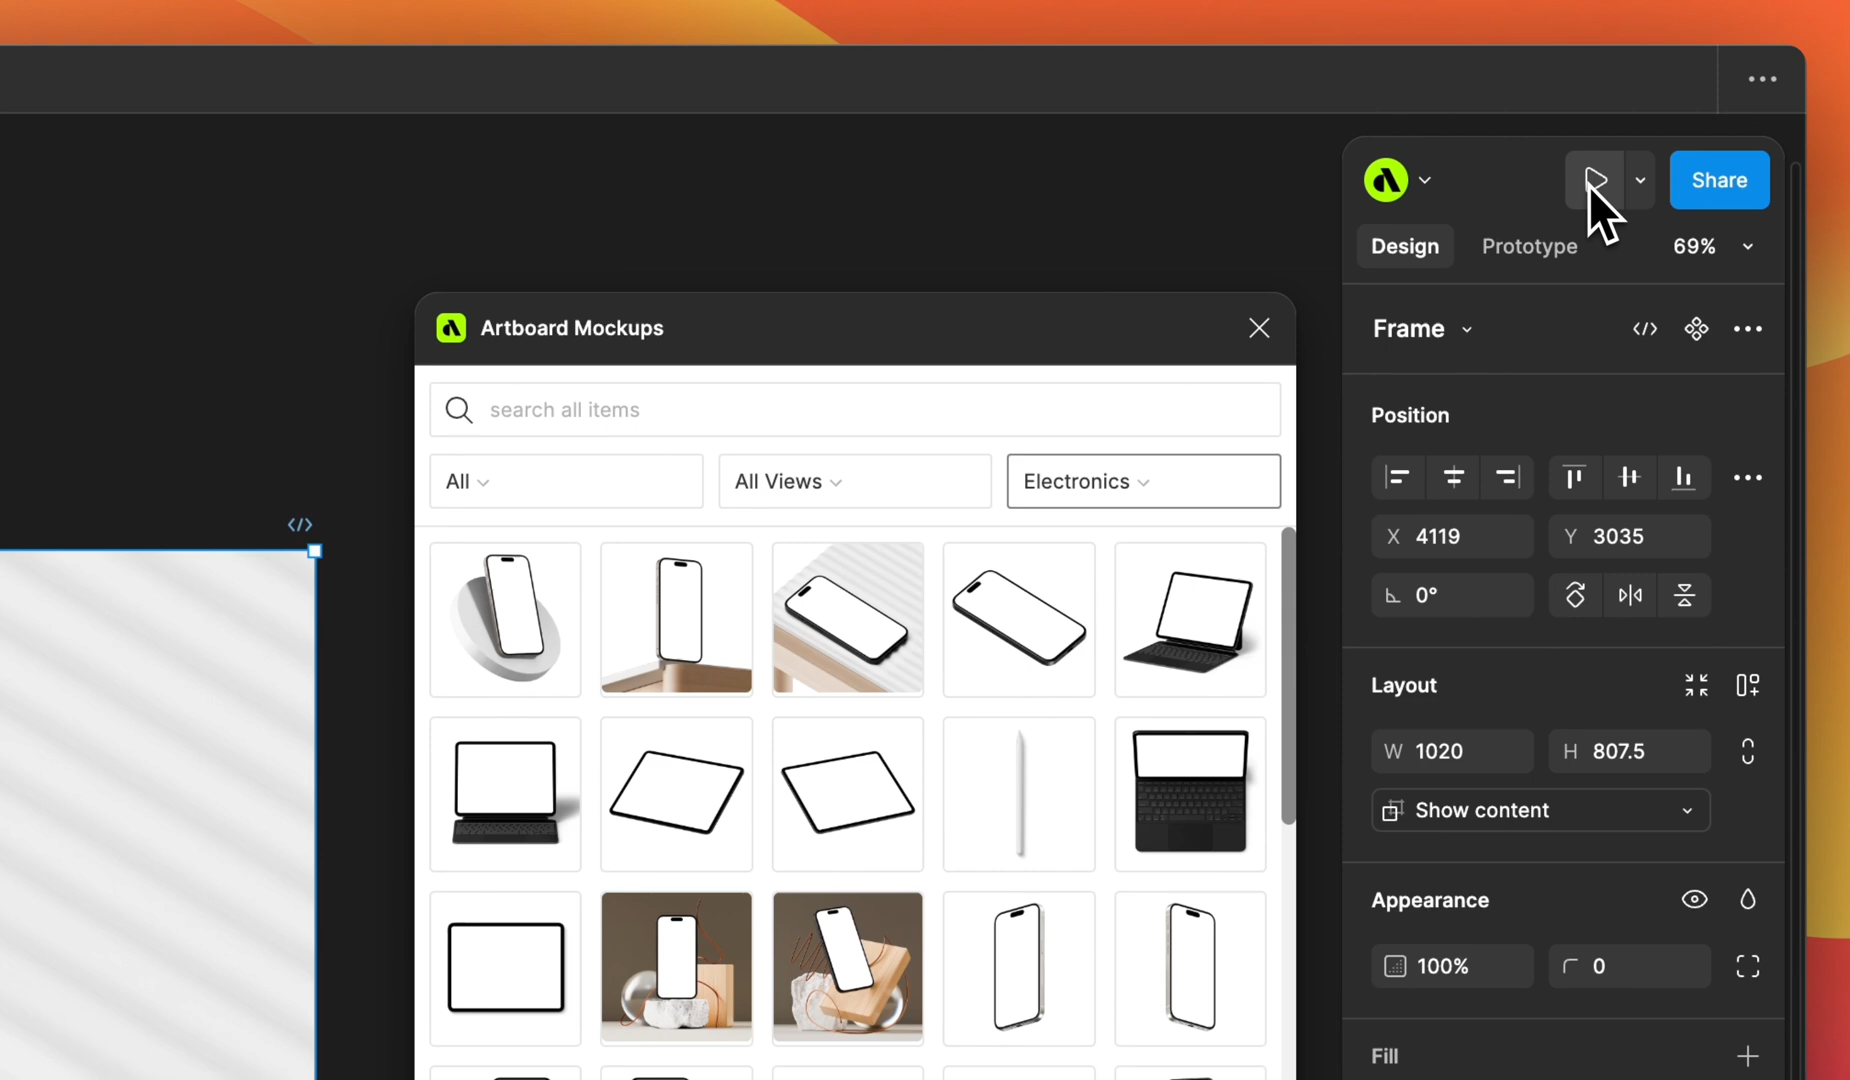 Share
Design
Prototype
69%
Artboard Mockups
Frame
search all items
Position
All
All Views
Electronics
X 4119
Y 3035
0°
Layout
W 1020
H 807.5
Show content
Appearance
100%
0
Fill